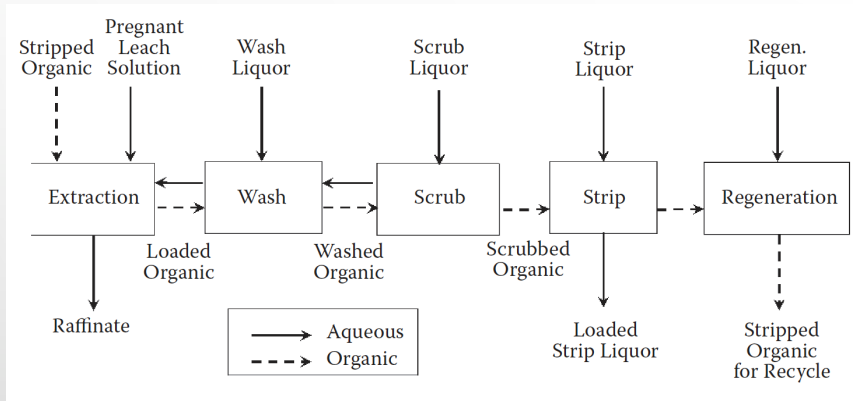 Stripped
Organic
Pregnant
Leach
Solution
Wash
Liquor
Scrub
Liquor
Strip
Liquor
Regen.
Liquor
Extraction
Wash
Scrub
Strip
Regeneration
Loaded
Organic
Washed
Organic
Scrubbed
Organic
Raffinate
Aqueous
Organic
Loaded
Strip Liquor
Stripped
Organic
for Recycle